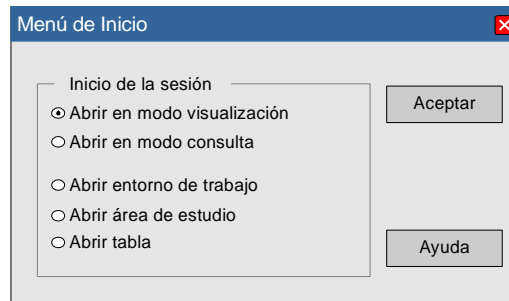 Menú de Inicio
Inicio de la sesión
Abrir en modo visualización
Aceptar
Abrir en modo consulta
Abrir entorno de trabajo
Abrir área de estudio
Abrir tabla
Ayuda